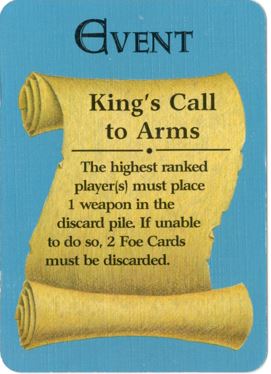 EVENT
King's Call
to Arms
The highest ranked
player(s) must place
1 weapon in the
discard pile. If unable
to do so, 2 Foe Cards
must be discarded.